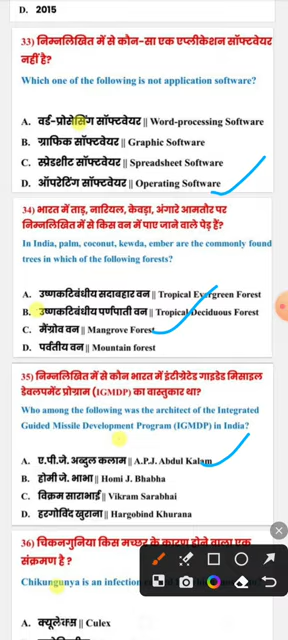 D. 2015
33) निम्नलिखित में से कौन-सा एक एप्लीकेशन सॉफ्टवेयर
नहीं है?
Which one of the following is not application software?
A. वर्ड-प्रोसेसिंग सॉफ्टवेयर || Word-processing Software
B. ग्राफिक सॉफ्टवेयर || Graphic Software
C. स्प्रेडशीट सॉफ्टवेयर || Spreadsheet Software
D. ऑपरेटिंग सॉफ्टवेयर || Operating Software
34) भारत में ताड़, नारियल, केवड़ा, अंगारे आमतौर पर
निम्नलिखित में से किस वन में पाए जाने वाले पेड़ हैं?
In India, palm, coconut, kewda, ember are the commonly found
trees in which of the following forests?
A. उष्णकटिबंधीय सदाबहार वन || Tropical Evergreen Forest
B. उष्णकटिबंधीय पर्णपाती वन || Tropical Deciduous Forest
C. मैंग्रोव वन || Mangrove Forest
D. पर्वतीय वन || Mountain forest
35) निम्नलिखित में से कौन भारत में इंटीग्रेटेड गाइडेड मिसाइल
डेवलपमेंट प्रोग्राम (IGMDP) का वास्तुकार था?
Who among the following was the architect of the Integrated
Guided Missile Development Program (IGMDP) in India?
A. ए.पी.जे. अब्दुल कलाम || A.P.J. Abdul Kalam
B. होमी जे. भाभा || Homi J. Bhabha
C. विक्रम साराभाई || Vikram Sarabhai
D. हरगोविंद खुराना || Hargobind Khurana
36) चिकनगुनिया किस मच्छर के कारण होने वाला एक
संक्रमण है ?
Chikungunya is an infection
A. क्यूलेक्स || Culex